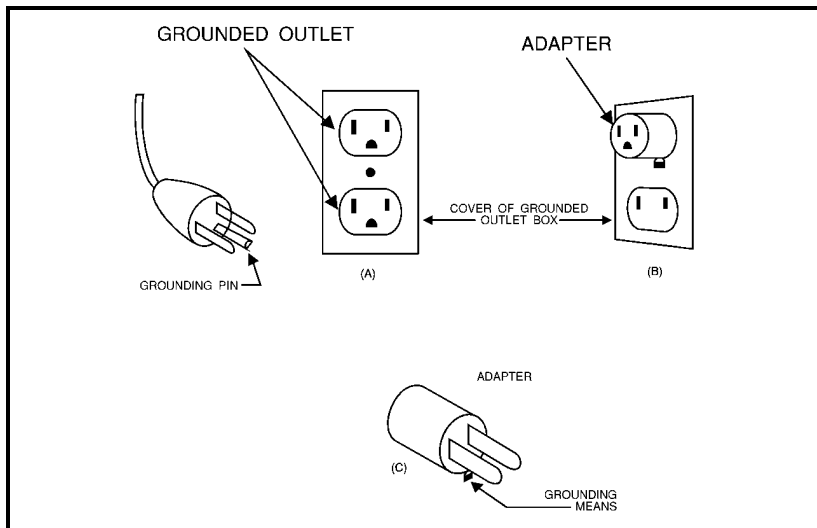 GROUNDED OUTLET
ADAPTER
COVER OF GROUNDED
OUTLET BOX
GROUNDING PIN
(A)
(B)
ADAPTER
(C)
GROUNDING
MEANS